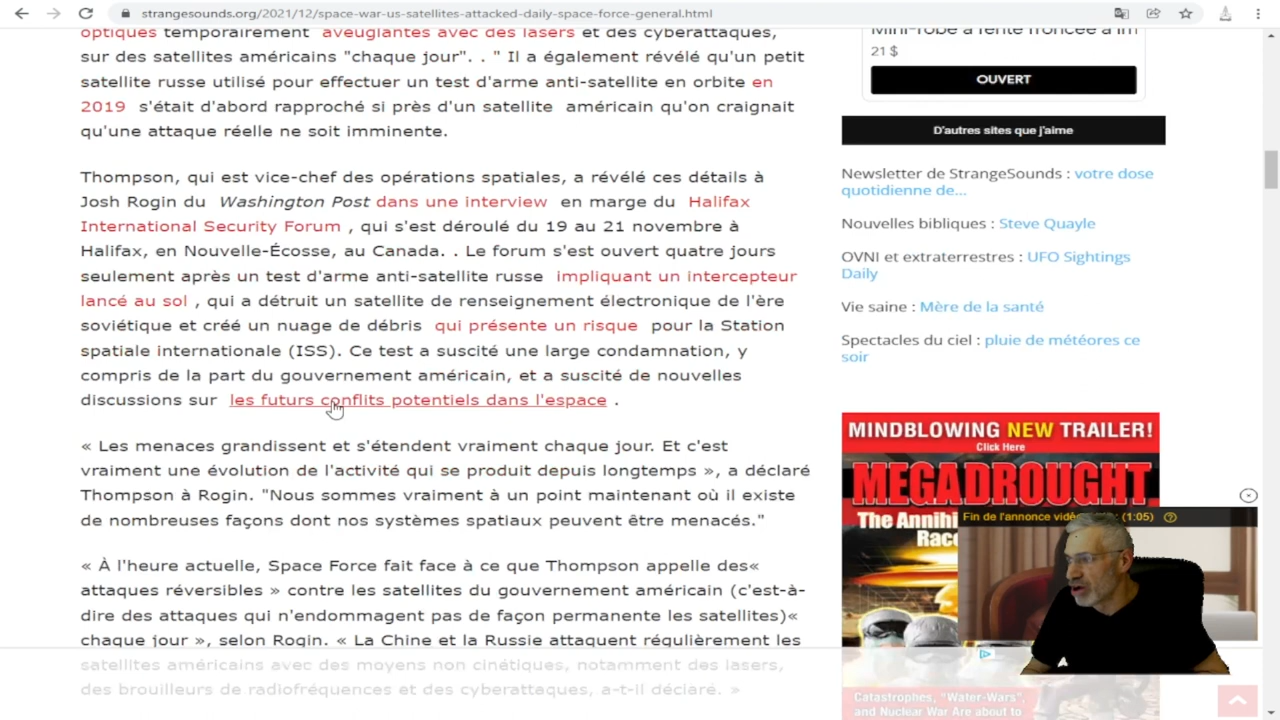 strangesounds.org/2021/12/space-war-us-satellites-attacked-daily-space-force-general.html
optiques temporairement aveuglantes avec des lasers et des cyberattaques,
sur des satellites américains "chaque jour". . " Il a également révélé qu'un petit
satellite russe utilisé pour effectuer un test d'arme anti-satellite en orbite en
2019 s'était d'abord rapproché si près d'un satellite américain qu'on craignait
qu'une attaque réelle ne soit imminente.
Thompson, qui est vice-chef des opérations spatiales, a révélé ces détails à
Josh Rogin du Washington Post dans une interview en marge du Halifax
International Security Forum , qui s'est déroulé du 19 au 21 novembre à
Halifax, en Nouvelle-Écosse, au Canada. . Le forum s'est ouvert quatre jours
seulement après un test d'arme anti-satellite russe impliquant un intercepteur
lancé au sol , qui a détruit un satellite de renseignement électronique de l'ère
soviétique et créé un nuage de débris qui présente un risque pour la Station
spatiale internationale (ISS). Ce test a suscité une large condamnation, y
compris de la part du gouvernement américain, et a suscité de nouvelles
discussions sur les futurs conflits potentiels dans l'espace .
« Les menaces grandissent et s'étendent vraiment chaque jour. Et c'est
vraiment une évolution de l'activité qui se produit depuis longtemps », a déclaré
Thompson à Rogin. "Nous sommes vraiment à un point maintenant où il existe
de nombreuses façons dont nos systèmes spatiaux peuvent être menacés."
« À l'heure actuelle, Space Force fait face à ce que Thompson appelle des«
attaques réversibles » contre les satellites du gouvernement américain (c'est-à-
dire des attaques qui n'endommagent pas de façon permanente les satellites)«
chaque jour », selon Rogin. « La Chine et la Russie attaquent régulièrement les
satellites américains avec des moyens non cinétiques, notamment des lasers,
des brouilleurs de radiofréquences et des cyberattaques, a-t-il déclaré. »
Mini-robe à fente froncée à im
21 $
OUVERT
D'autres sites que j'aime
Newsletter de StrangeSounds : votre dose
quotidienne de...
Nouvelles bibliques : Steve Quayle
OVNI et extraterrestres : UFO Sightings
Daily
Vie saine : Mère de la santé
Spectacles du ciel : pluie de météores ce
soir
MINDBLOWING NEW TRAILER!
Click Here
MEGADROUGHT
The Annihi
Race
Fin de l'annonce (1:05)
Catastrophes, "Water-Wars",
and Nuclear War Are about to